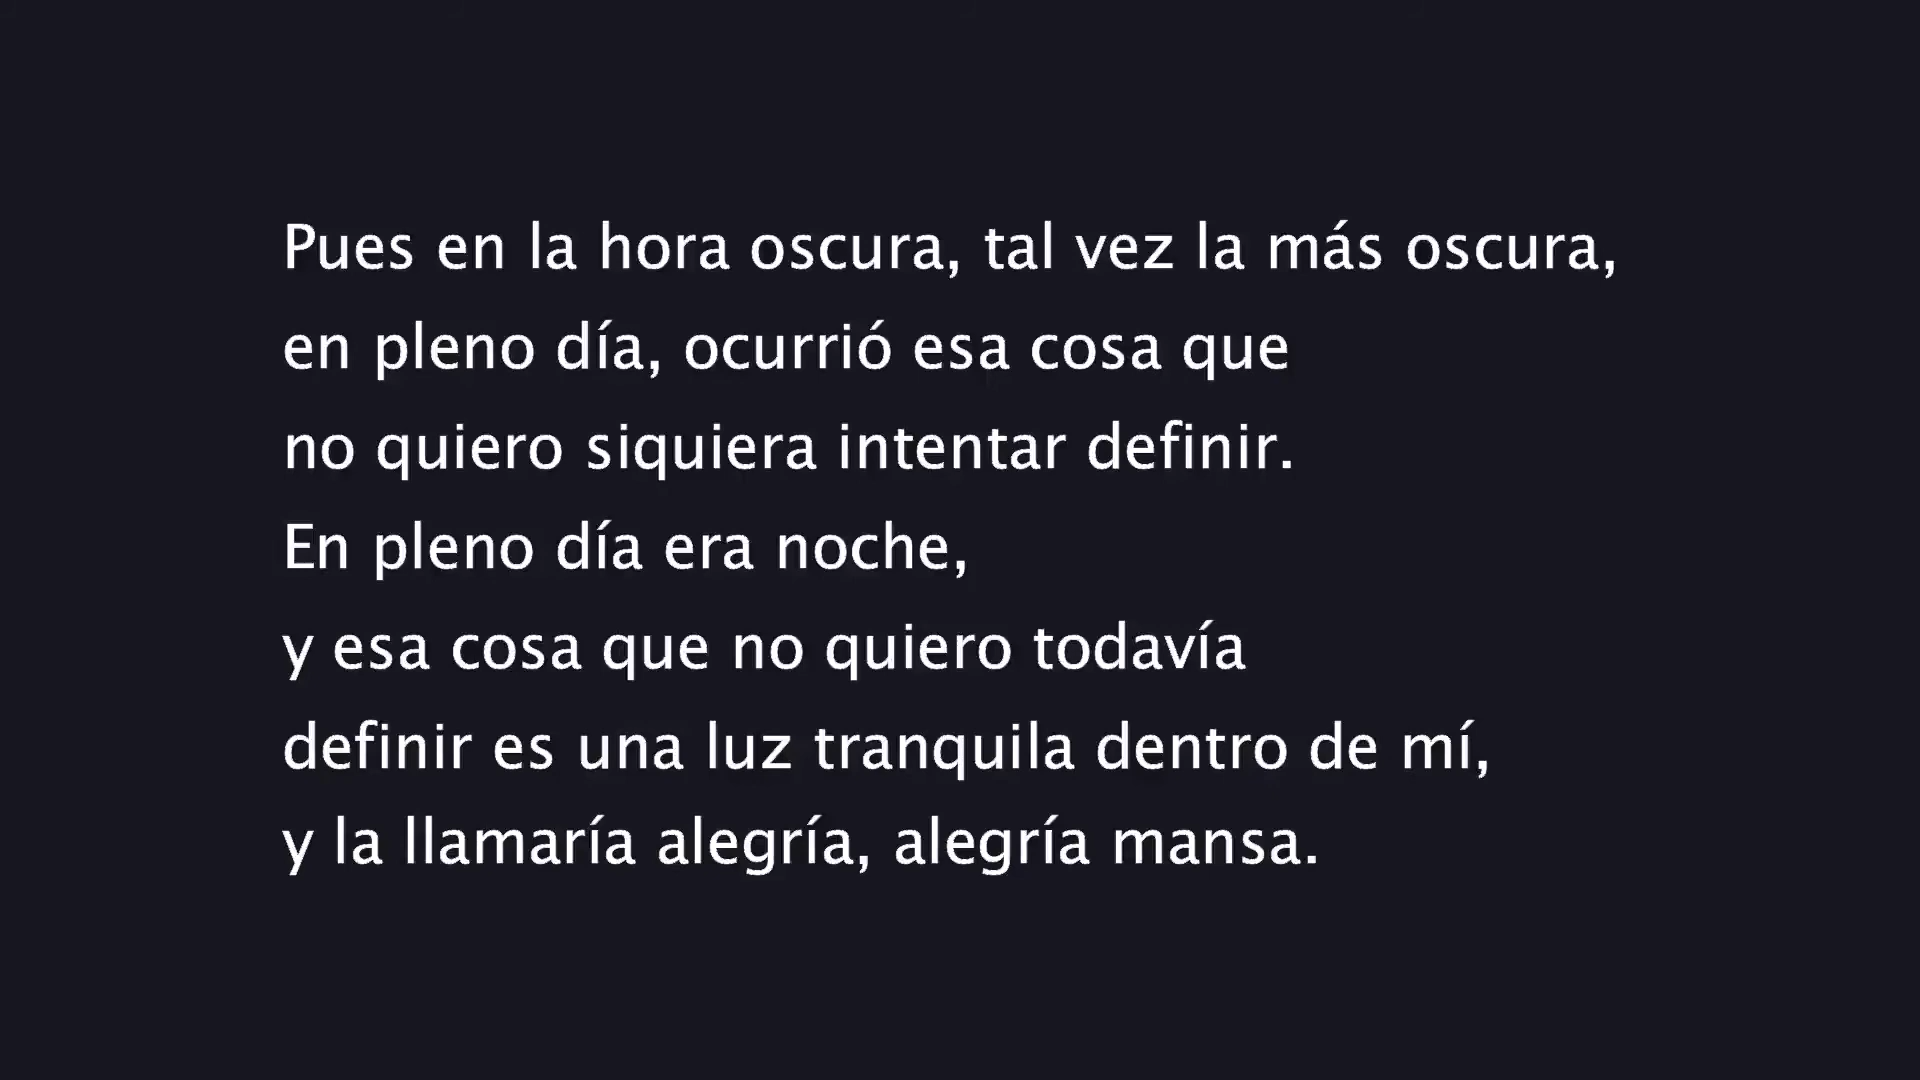 Pues en la hora oscura, tal vez la más oscura,
en pleno día, ocurrió esa cosa que
no quiero siquiera intentar definir.
En pleno día era noche,
y esa cosa que no quiero todavía
definir es una luz tranquila dentro de mí,
y la llamaría alegría, alegría mansa.